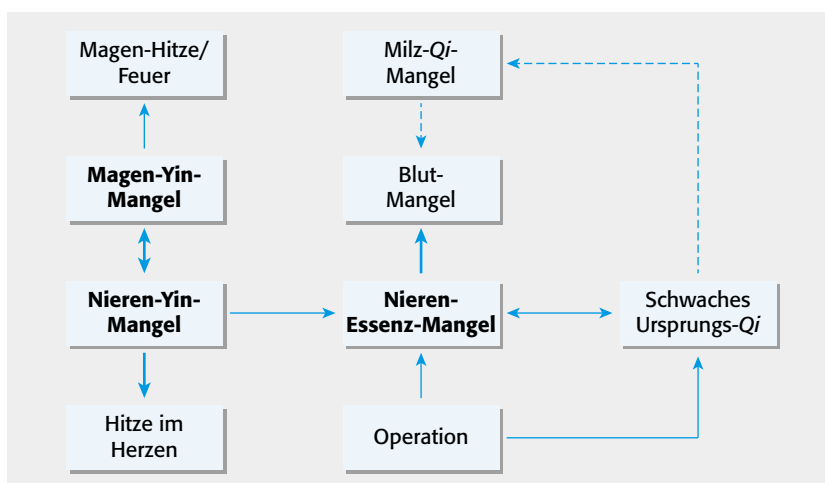 Magen-Hitze/
Feuer
Milz-Qi-
Mangel
Magen-Yin-
Mangel
Blut-
Mangel
Nieren-Yin-
Mangel
Nieren-
Essenz-Mangel
Schwaches
Ursprungs-Qi
Hitze im
Herzen
Operation